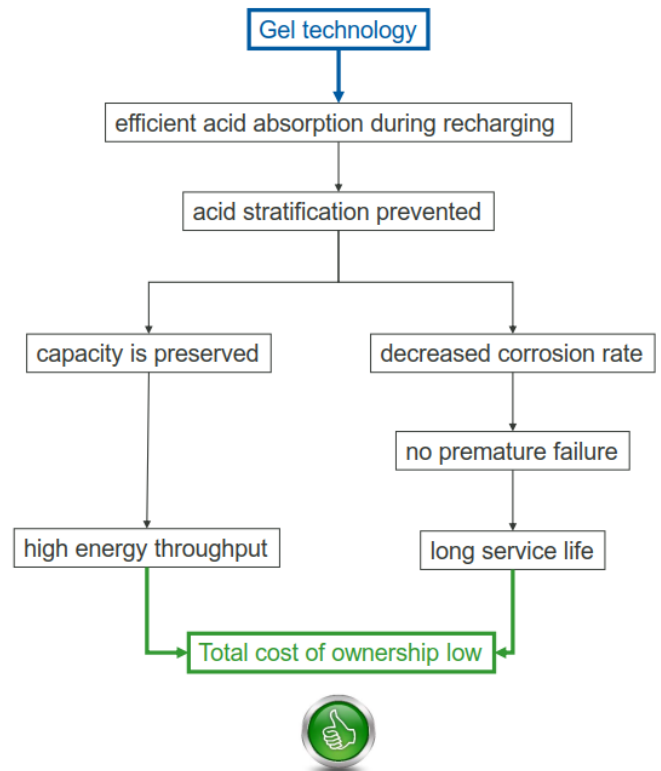 Gel technology
efficient acid absorption during recharging
acid stratification prevented
capacity is preserved
decreased corrosion rate
no premature failure
high energy throughput
long service life
Total cost of ownership low